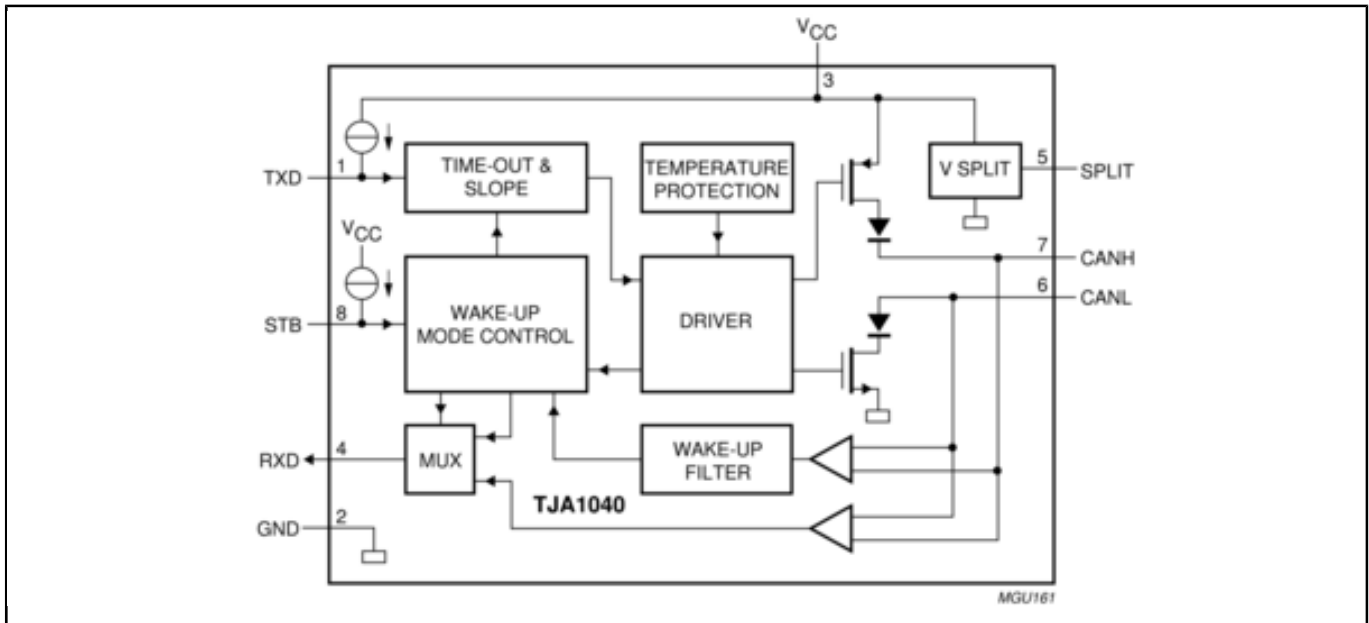 VCC
3
1
TXD
TIME-OUT &
SLOPE
TEMPERATURE
PROTECTION
V SPLIT
5
SPLIT
VCC
7
CANH
6
CANL
8
STB
WAKE-UP
MODE CONTROL
DRIVER
4
RXD
MUX
WAKE-UP
FILTER
TJA1040
2
GND
MGU161